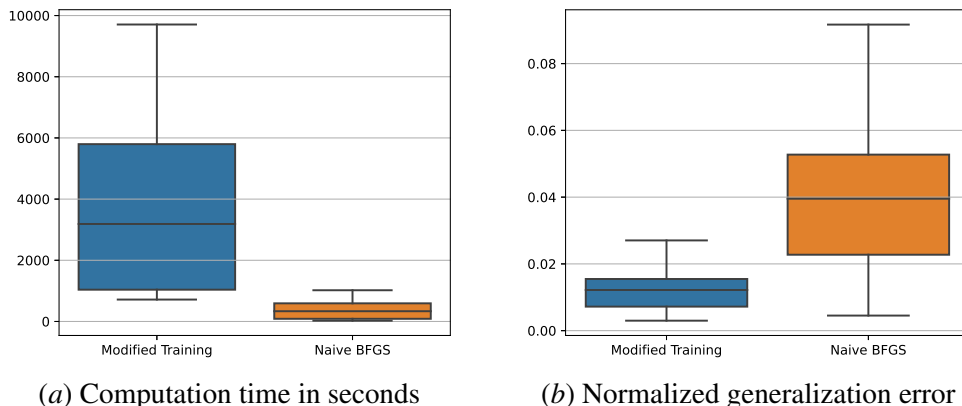 10000
8000
6000
4000
2000
0
Modified Training
Naive BFGS
(a) Computation time in seconds
0.08
0.06
0.04
0.02
0.00
Modified Training
Naive BFGS
(b) Normalized generalization error